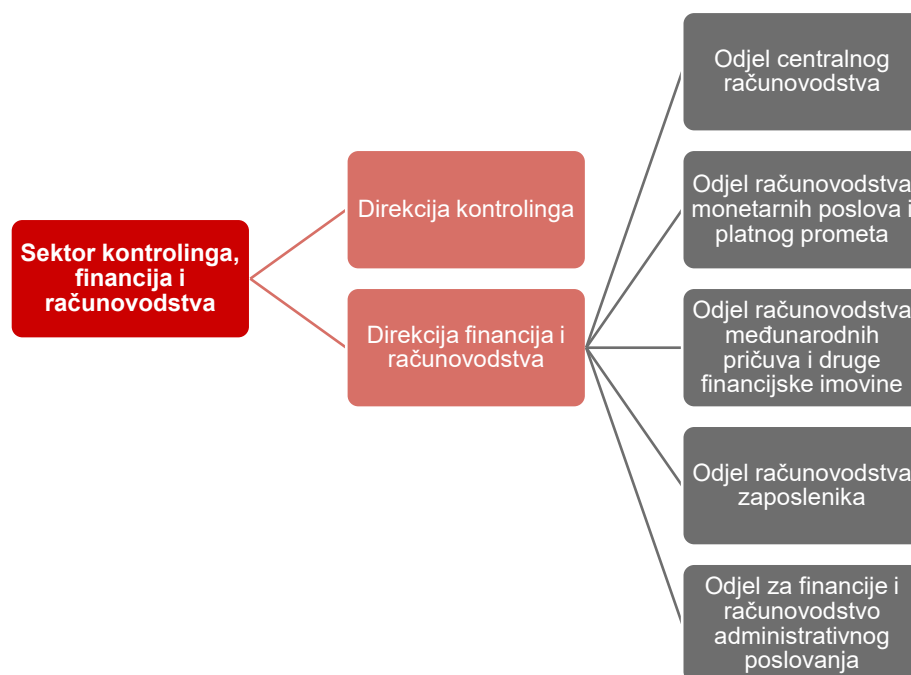 Sektor kontrolinga,
financija i
računovodstva
Direkcija kontrolinga
Direkcija financija i
računovodstva
Odjel centralnog
računovodstva
Odjel računovodstva
monetarnih poslova i
platnog prometa
Odjel računovodstva
međunarodnih
pričuva i druge
financijske imovine
Odjel računovodstva
zaposlenika
Odjel za financije i
računovodstvo
administrativnog
poslovanja